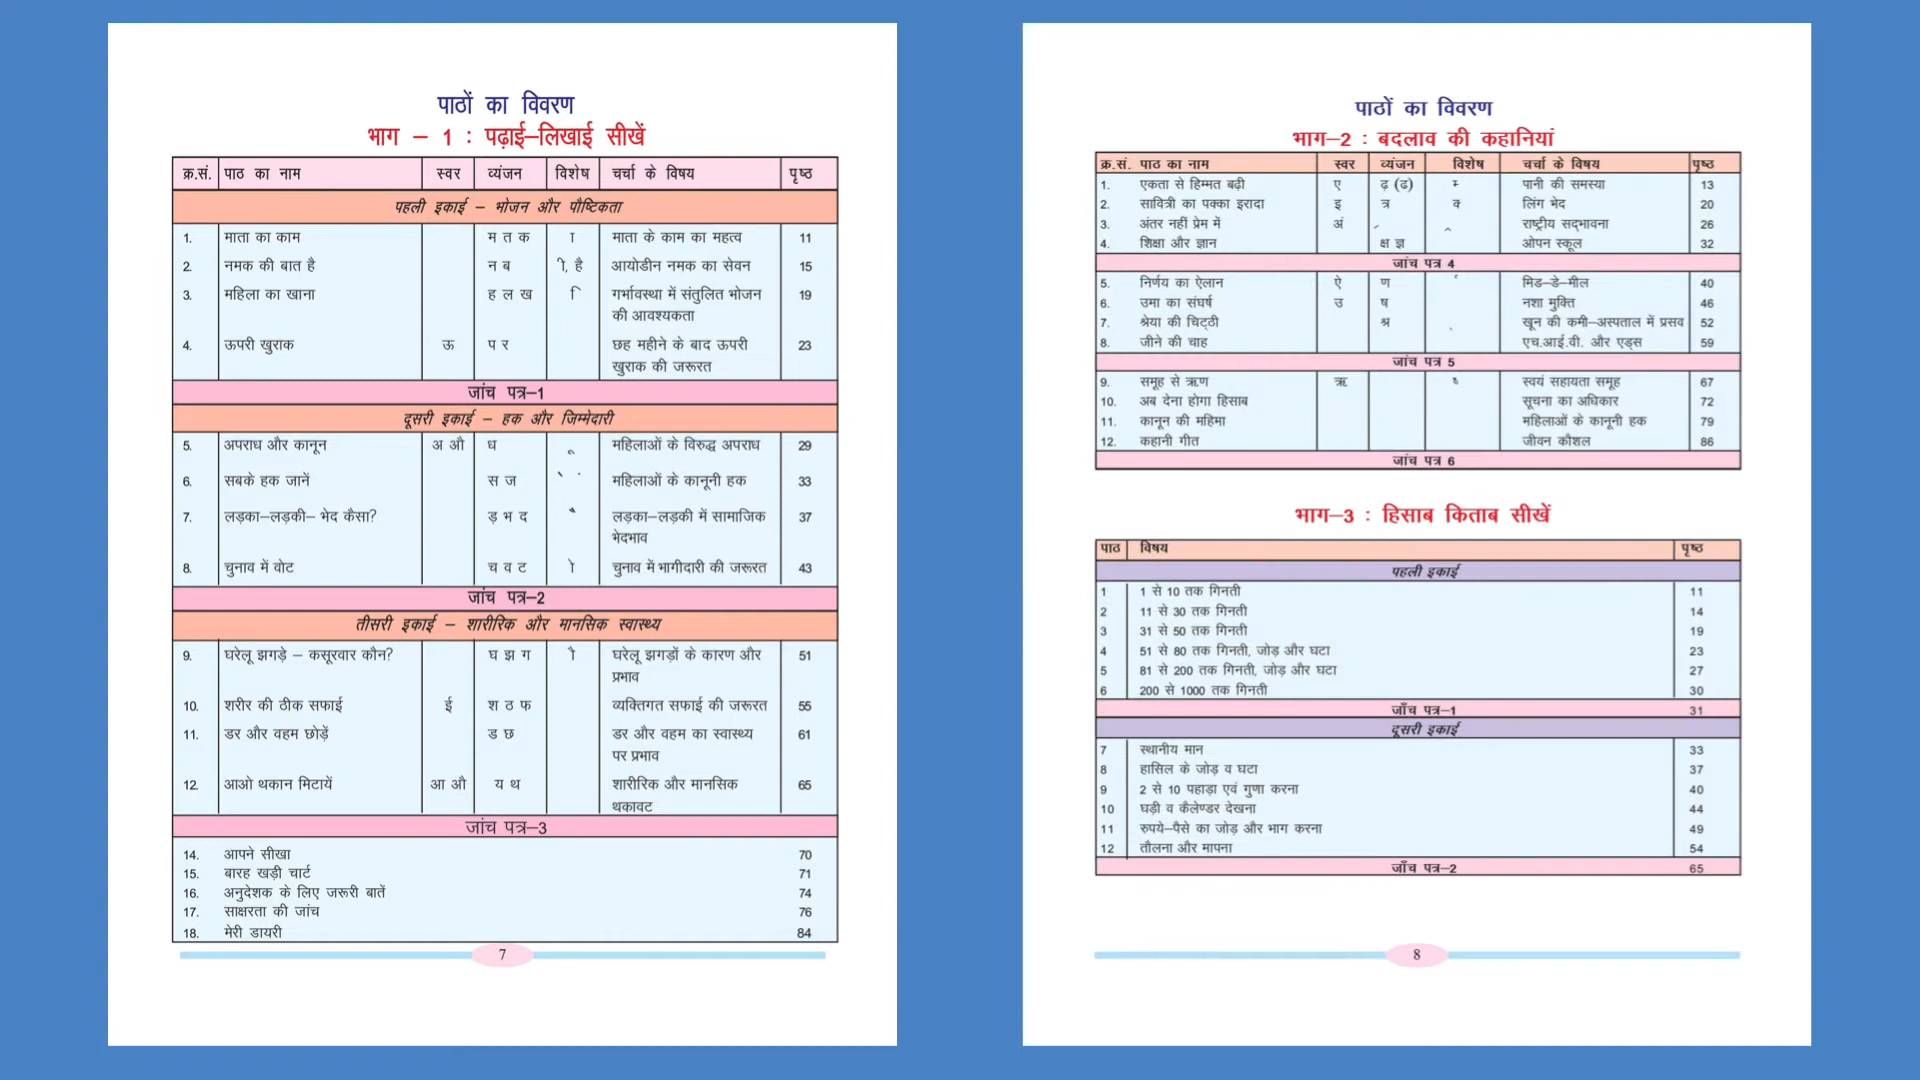 पाठों का विवरण
भाग – 1 : पढ़ाई–लिखाई सीखें
क्र.सं. पाठ का नाम स्वर व्यंजन विशेष चर्चा के विषय पृष्ठ
पहली इकाई – भोजन और पौष्टिकता
1. माता का काम म त क ा माता के काम का महत्व 11
2. नमक की बात है न ब ी, है आयोडीन नमक का सेवन 15
3. महिला का खाना ह ल ख ि गर्भावस्था में संतुलित भोजन
की आवश्यकता 19
4. ऊपरी खुराक ऊ प र छह महीने के बाद ऊपरी
खुराक की जरूरत 23
जांच पत्र–1
दूसरी इकाई – हक और जिम्मेदारी
5. अपराध और कानून अ औ ध ू महिलाओं के विरुद्ध अपराध 29
6. सबके हक जानें स ज े ं महिलाओं के कानूनी हक 33
7. लड़का–लड़की– भेद कैसा? ड़ भ द ै लड़का–लड़की में सामाजिक
भेदभाव 37
8. चुनाव में वोट च व ट ो चुनाव में भागीदारी की जरूरत 43
जांच पत्र–2
तीसरी इकाई – शारीरिक और मानसिक स्वास्थ्य
9. घरेलू झगड़े – कसूरवार कौन? घ झ ग ौ घरेलू झगड़ों के कारण और
प्रभाव 51
10. शरीर की ठीक सफाई ई श ठ फ व्यक्तिगत सफाई की जरूरत 55
11. डर और वहम छोड़ें ड छ डर और वहम का स्वास्थ्य
पर प्रभाव 61
12. आओ थकान मिटायें आ औ य थ शारीरिक और मानसिक
थकावट 65
जांच पत्र–3
14. आपने सीखा 70
15. बारह खड़ी चार्ट 71
16. अनुदेशक के लिए जरूरी बातें 74
17. साक्षरता की जांच 76
18. मेरी डायरी 84
7
पाठों का विवरण
भाग–2 : बदलाव की कहानियां
क्र.सं. पाठ का नाम स्वर व्यंजन विशेष चर्चा के विषय पृष्ठ
1. एकता से हिम्मत बढ़ी ए ढ़ (ढ) पानी की समस्या 13
2. सावित्री का पक्का इरादा इ त्र क्‍ लिंग भेद 20
3. अंतर नहीं प्रेम में अं राष्ट्रीय सद्भावना 26
4. शिक्षा और ज्ञान क्ष ज्ञ ओपन स्कूल 32
जांच पत्र 4
5. निर्णय का ऐलान ऐ ण मिड–डे–मील 40
6. उमा का संघर्ष उ ष नशा मुक्ति 46
7. श्रेया की चिट्ठी श्र खून की कमी–अस्पताल में प्रसव 52
8. जीने की चाह एच.आई.वी. और एड्स 59
जांच पत्र 5
9. समूह से ऋण ऋ स्वयं सहायता समूह 67
10. अब देना होगा हिसाब सूचना का अधिकार 72
11. कानून की महिमा महिलाओं के कानूनी हक 79
12. कहानी गीत जीवन कौशल 86
जांच पत्र 6
भाग–3 : हिसाब किताब सीखें
पाठ विषय पृष्ठ
पहली इकाई
1 1 से 10 तक गिनती 11
2 11 से 30 तक गिनती 14
3 31 से 50 तक गिनती 19
4 51 से 80 तक गिनती, जोड़ और घटा 23
5 81 से 200 तक गिनती, जोड़ और घटा 27
6 200 से 1000 तक गिनती 30
जाँच पत्र–1 31
दूसरी इकाई
7 स्थानीय मान 33
8 हासिल के जोड़ व घटा 37
9 2 से 10 पहाड़ा एवं गुणा करना 40
10 घड़ी व कैलेण्डर देखना 44
11 रुपये–पैसे का जोड़ और भाग करना 49
12 तौलना और मापना 54
जाँच पत्र–2 65
8